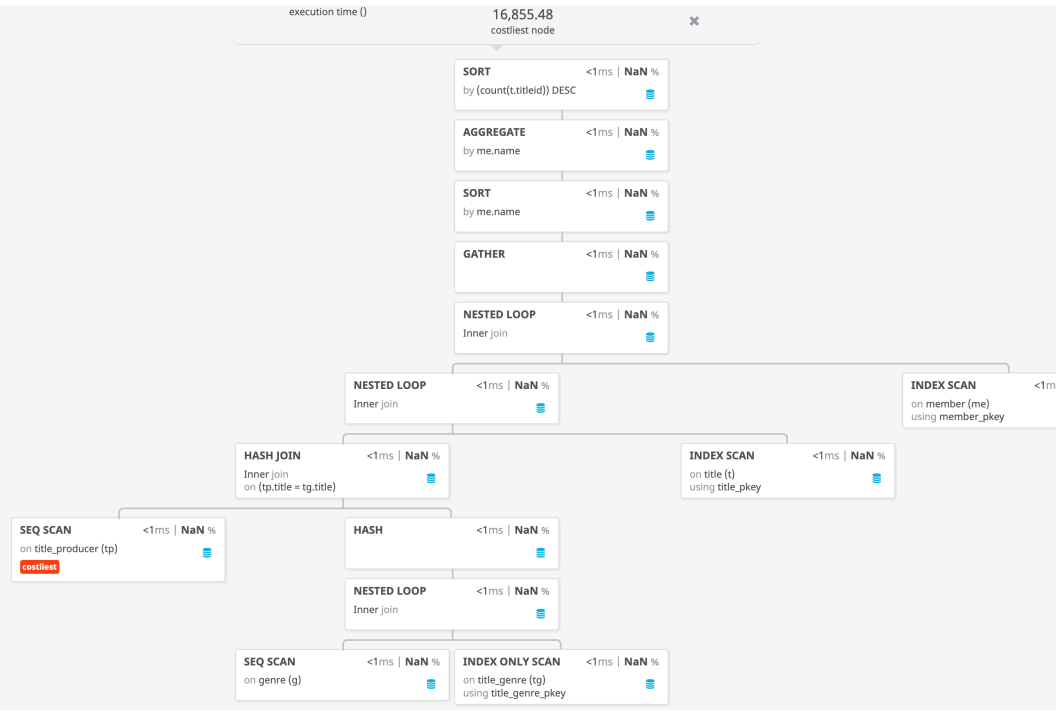 execution time ()
16,855.48
costliest node
SORT <1ms | NaN %
by (count(t.titleid)) DESC
AGGREGATE <1ms | NaN %
by me.name
SORT <1ms | NaN %
by me.name
GATHER <1ms | NaN %
NESTED LOOP <1ms | NaN %
Inner join
NESTED LOOP <1ms | NaN %
Inner join
INDEX SCAN <1m
on member (me)
using member_pkey
HASH JOIN <1ms | NaN %
Inner join
on (tp.title = tg.title)
INDEX SCAN <1ms | NaN %
on title (t)
using title_pkey
SEQ SCAN <1ms | NaN %
on title_producer (tp)
costliest
HASH <1ms | NaN %
NESTED LOOP <1ms | NaN %
Inner join
SEQ SCAN <1ms | NaN %
on genre (g)
INDEX ONLY SCAN <1ms | NaN %
on title_genre (tg)
using title_genre_pkey